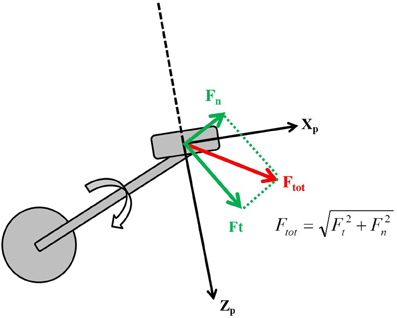 Fn
Xp
Ftot
Ft
Ftot = √Ft² + Fn²
Zp